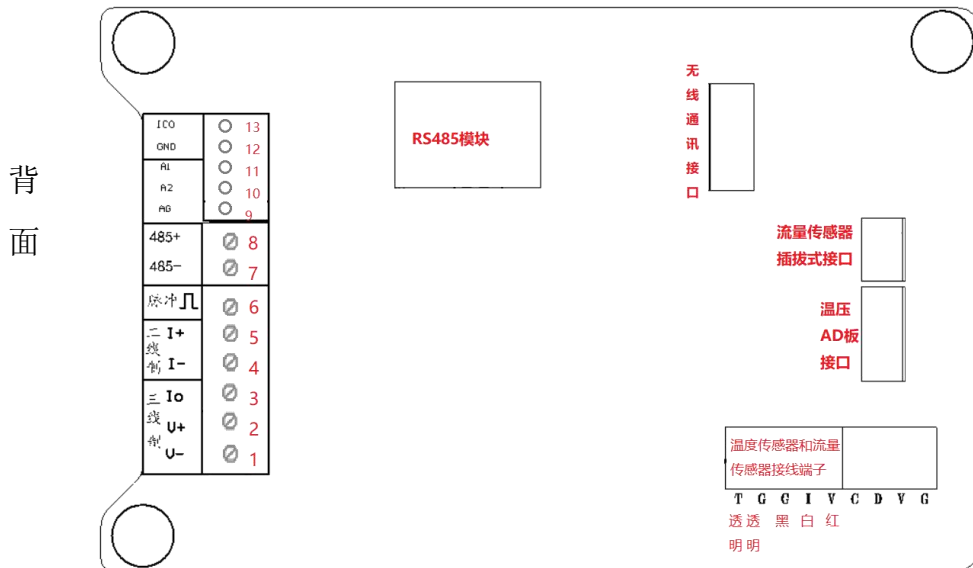 背
面
ICO 13
GND 12
A1 11
A2 10
AG 9
485+ 8
485- 7
脉冲 6
二线制
I+ 5
I- 4
三线制
Io 3
V+ 2
V- 1
RS485模块
无
线
通
讯
接
口
流量传感器
插拔式接口
温压
AD板
接口
温度传感器和流量
传感器接线端子
T G G I V C D V G
透透 黑 白 红
明明